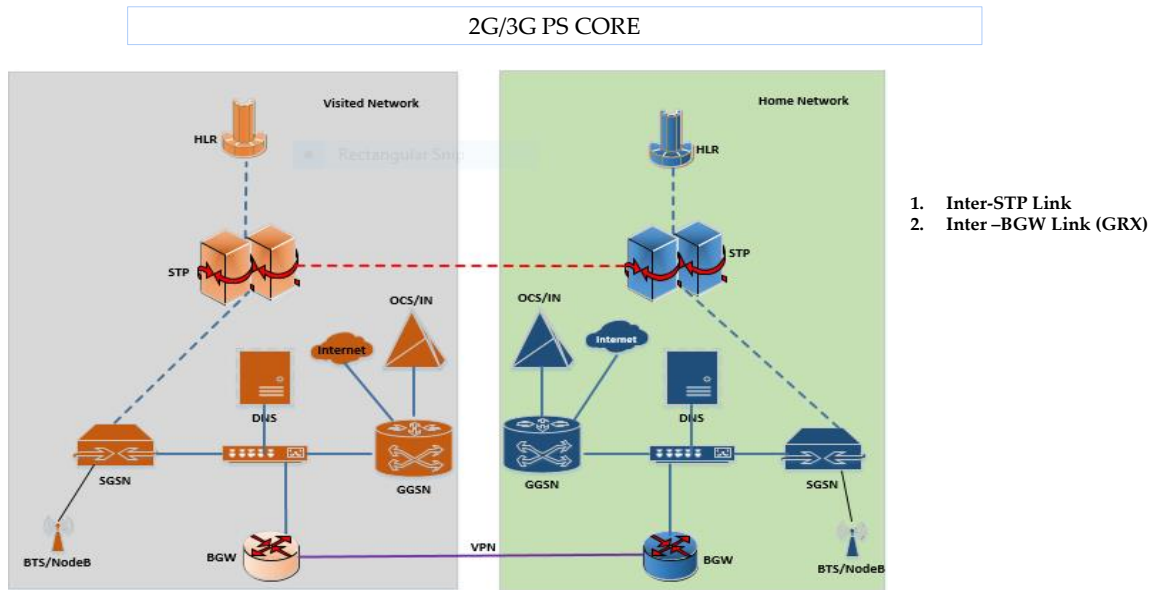 2G/3G PS CORE
Visited Network
Home Network
HLR
HLR
Rectangular Snip
1. Inter-STP Link
2. Inter –BGW Link (GRX)
STP
STP
OCS/IN
OCS/IN
Internet
Internet
DNS
DNS
SGSN
GGSN
GGSN
SGSN
VPN
BTS/NodeB
BGW
BGW
BTS/NodeB